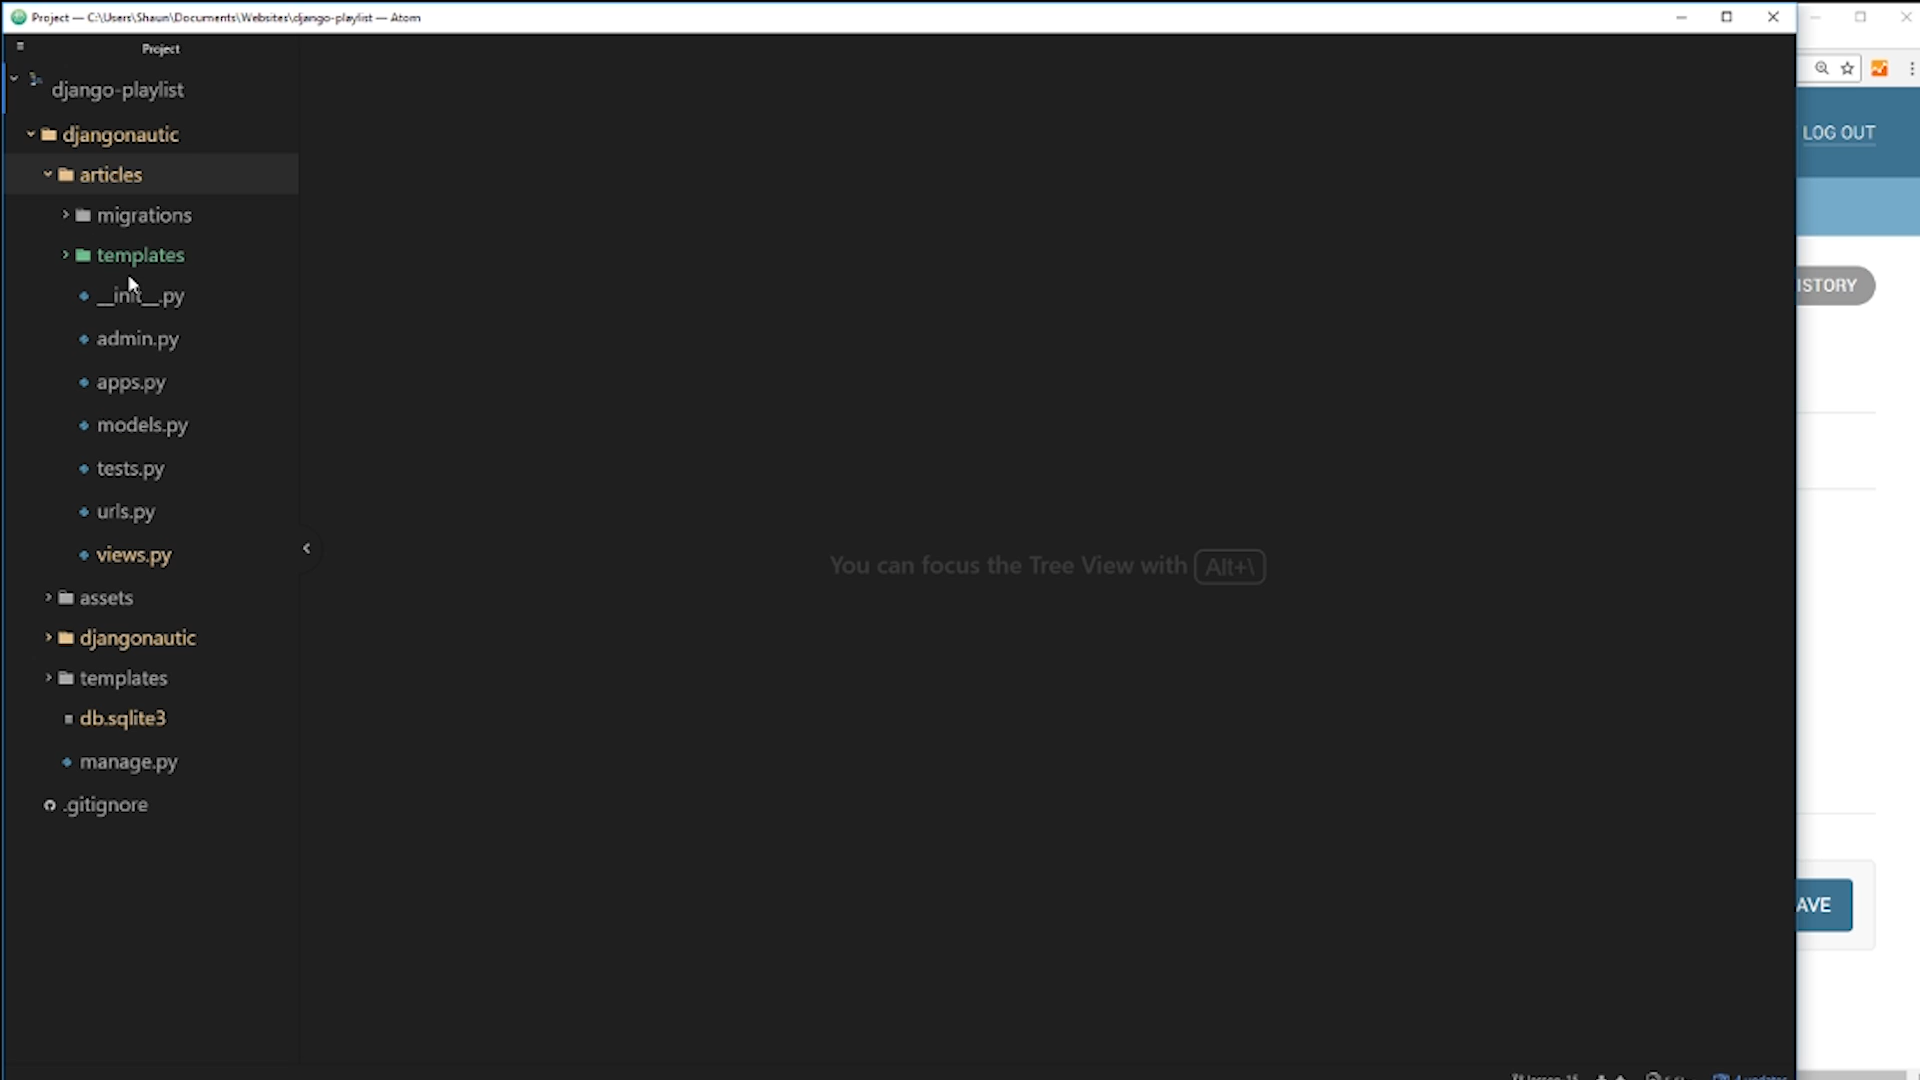 Project — C:\Users\Shaun\Documents\Websites\django-playlist — Atom
Project
django-playlist
djangonautic
articles
migrations
templates
__init__.py
admin.py
apps.py
models.py
tests.py
urls.py
views.py
assets
djangonautic
templates
db.sqlite3
manage.py
.gitignore
You can focus the Tree View with Alt+\
LOG OUT
ISTORY
AVE